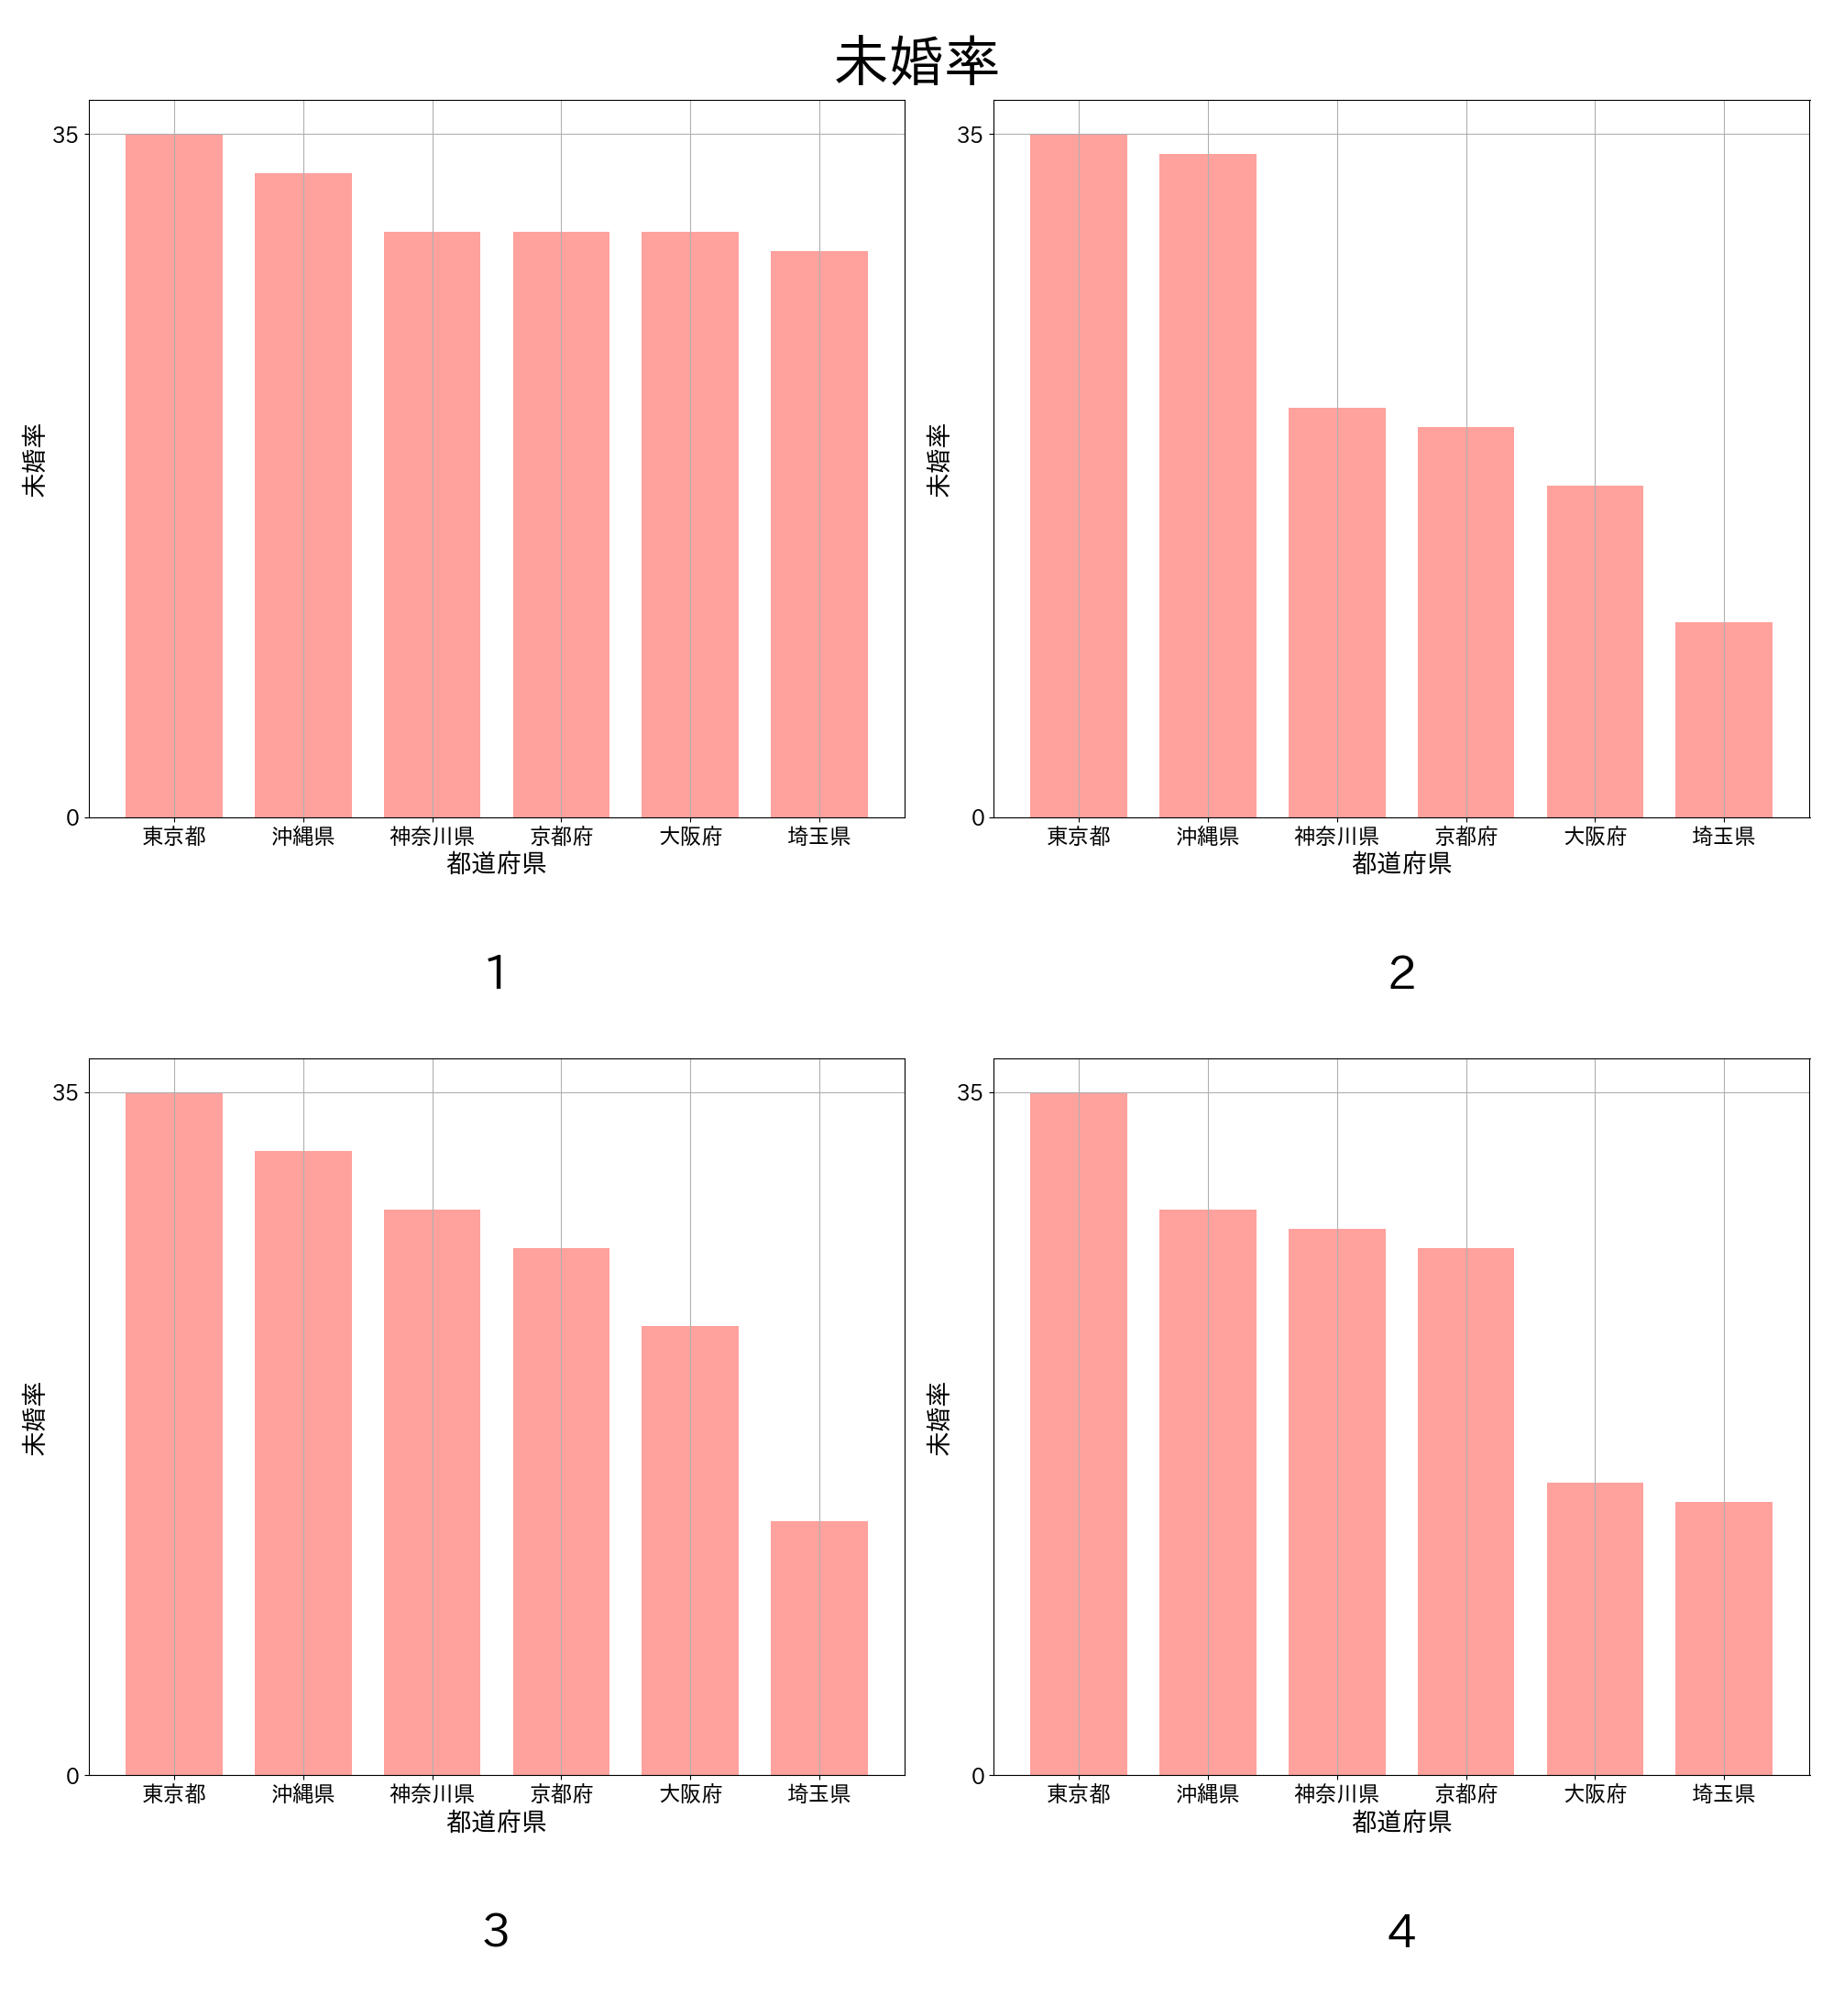 未婚率
35
0
未婚率
東京都 沖縄県 神奈川県 京都府 大阪府 埼玉県
都道府県
1
35
0
未婚率
東京都 沖縄県 神奈川県 京都府 大阪府 埼玉県
都道府県
2
35
0
未婚率
東京都 沖縄県 神奈川県 京都府 大阪府 埼玉県
都道府県
3
35
0
未婚率
東京都 沖縄県 神奈川県 京都府 大阪府 埼玉県
都道府県
4